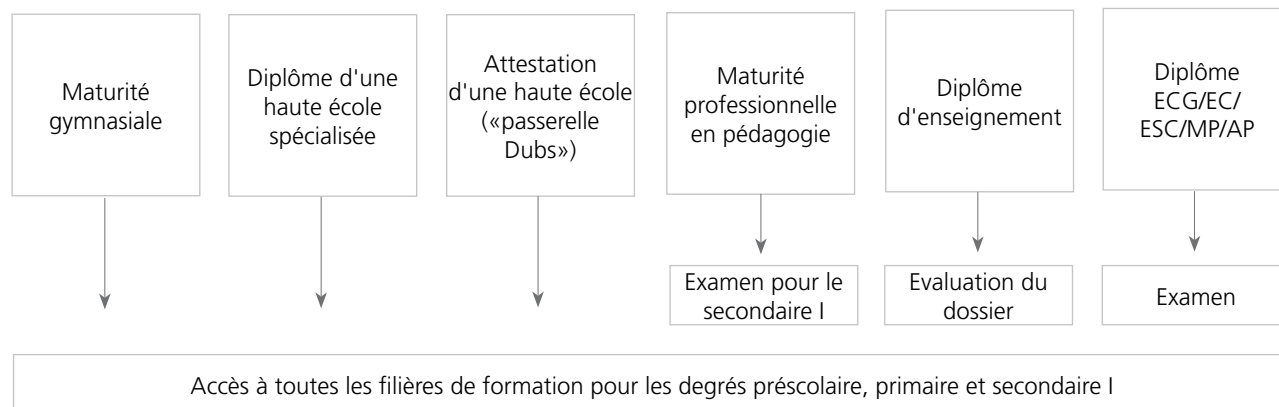 Maturité
gymnasiale
Diplôme d'une
haute école
spécialisée
Attestation
d'une haute école
(«passerelle
Dubs»)
Maturité
professionnelle
en pédagogie
Diplôme
d'enseignement
Diplôme
ECG/EC/
ESC/MP/AP
Examen pour le
secondaire I
Evaluation du
dossier
Examen
Accès à toutes les filières de formation pour les degrés préscolaire, primaire et secondaire I